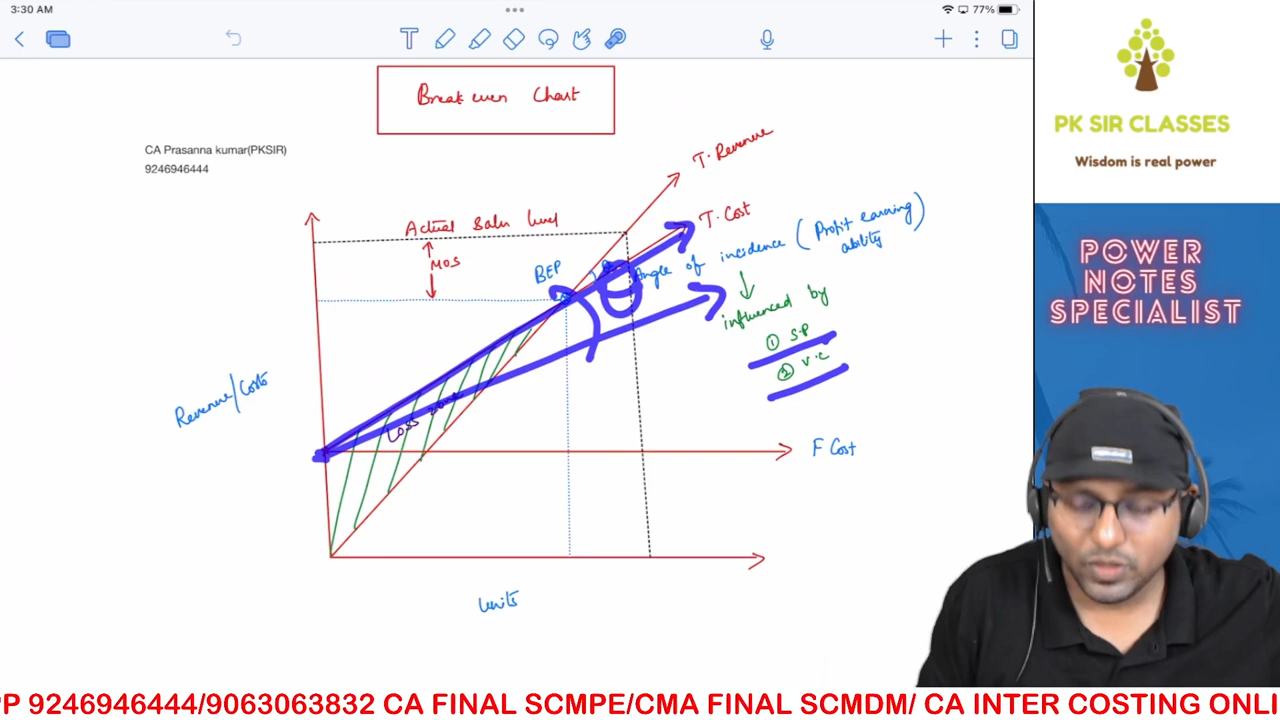 3:30 AM
77%
T
Break even Chart
CA Prasanna kumar(PKSIR)
9246946444
T. Revenue
Actual Sales level
T. Cost
MOS
BEP
θ
Angle of incidence (Profit earning ability)
influenced by
① S.P
② V.C
Loss zone
Revenue/Costs
F Cost
units
PK SIR CLASSES
Wisdom is real power
POWER
NOTES
SPECIALIST
P 9246946444/9063063832 CA FINAL SCMPE/CMA FINAL SCMDM/ CA INTER COSTING ONLI